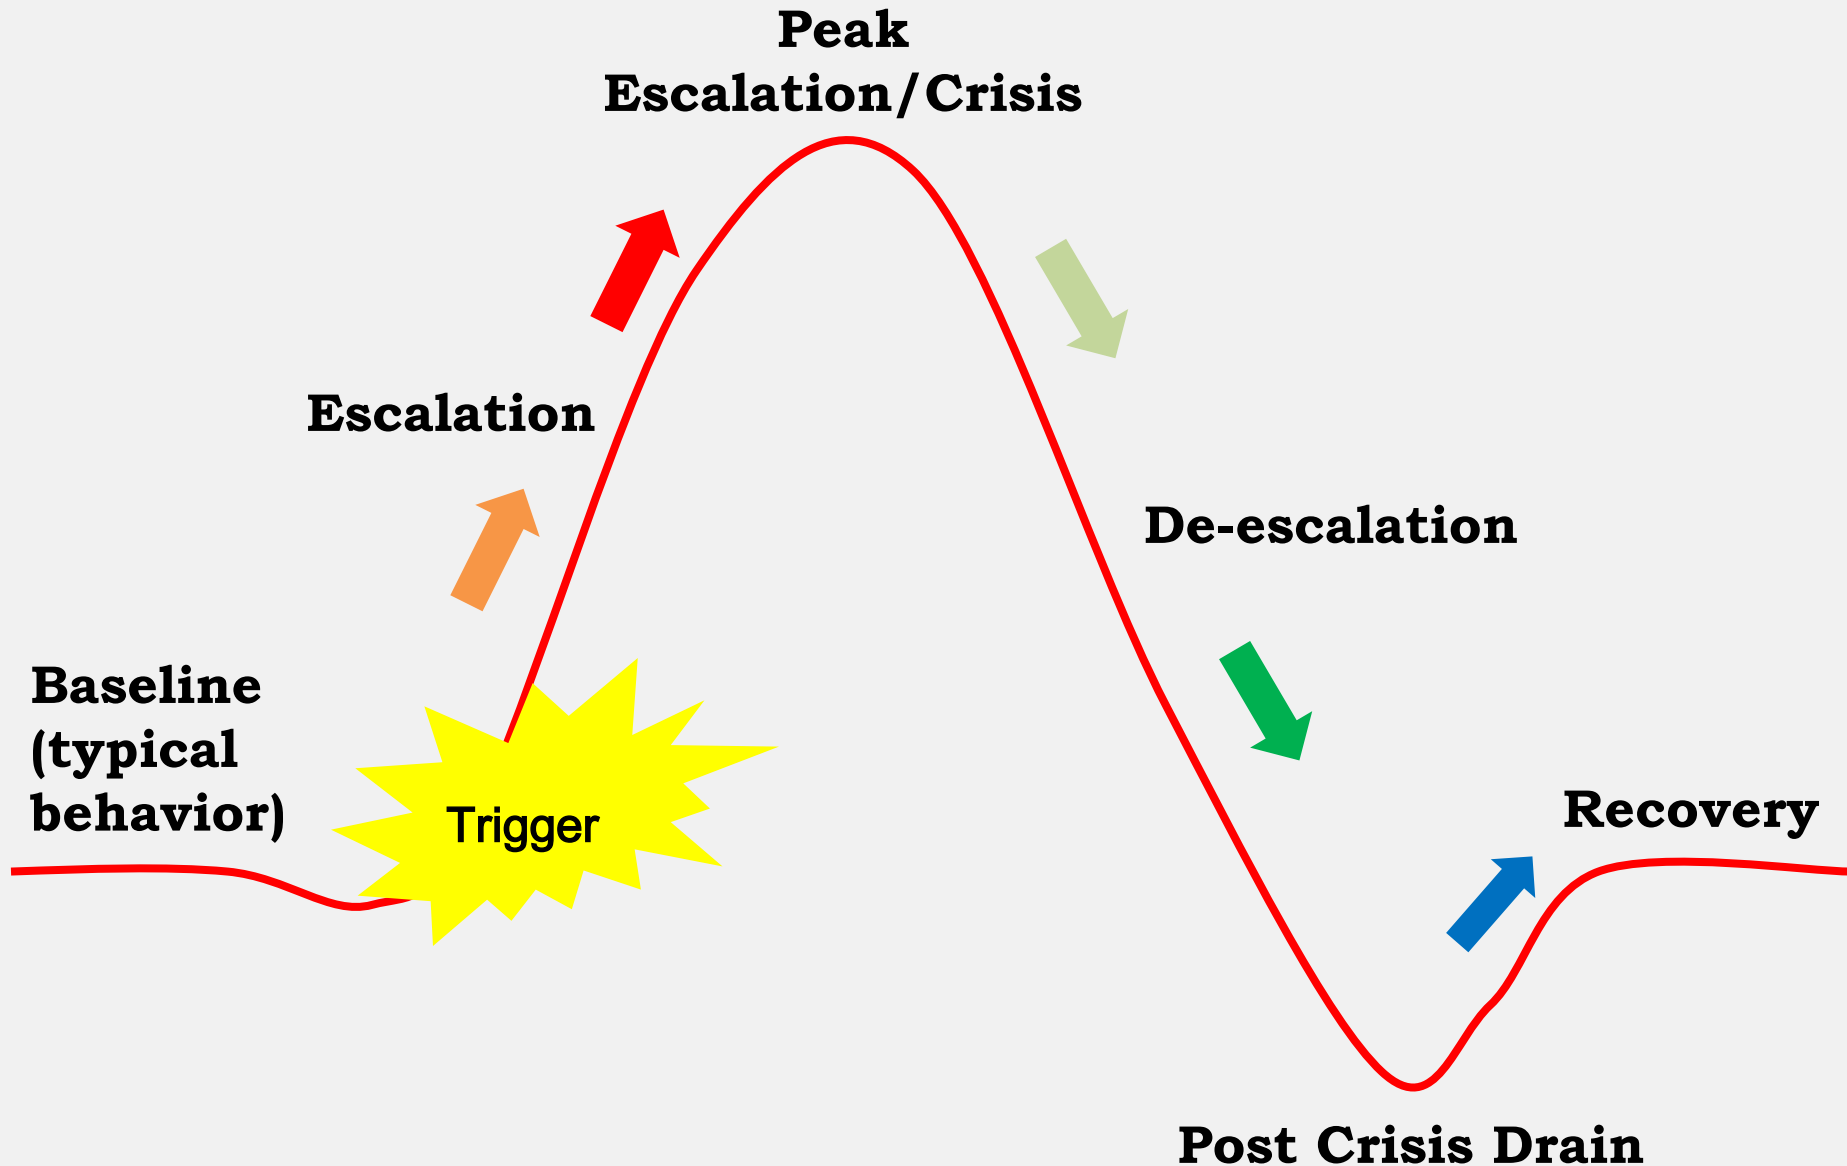 Peak
Escalation/Crisis
Escalation
De-escalation
Baseline
(typical
behavior)
Trigger
Recovery
Post Crisis Drain